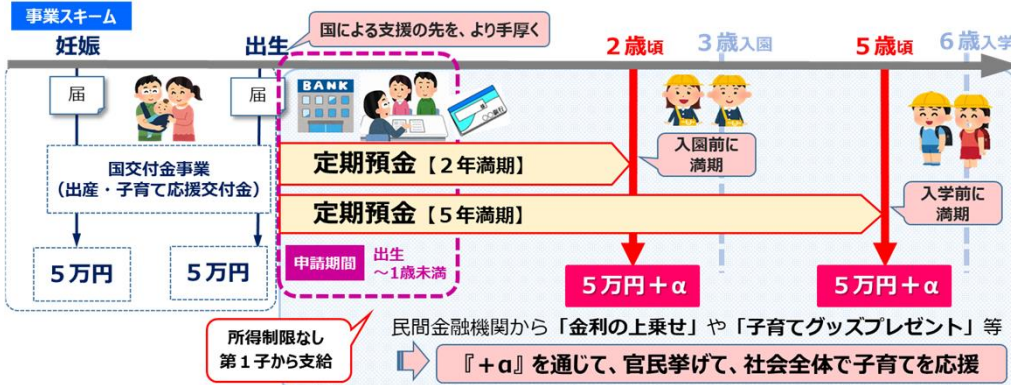 事業スキーム
妊娠
出生
国による支援の先を、より手厚く
2歳頃
3歳入園
5歳頃
6歳入学
届
届
BANK
〇〇銀行
国交付金事業
（出産・子育て応援交付金）
定期預金【２年満期】
入園前に
満期
定期預金【５年満期】
入学前に
満期
５万円
５万円
申請期間
出生
～1歳未満
５万円＋α
５万円＋α
所得制限なし
第１子から支給
民間金融機関から「金利の上乗せ」や「子育てグッズプレゼント」等
『+α』を通じて、官民挙げて、社会全体で子育てを応援